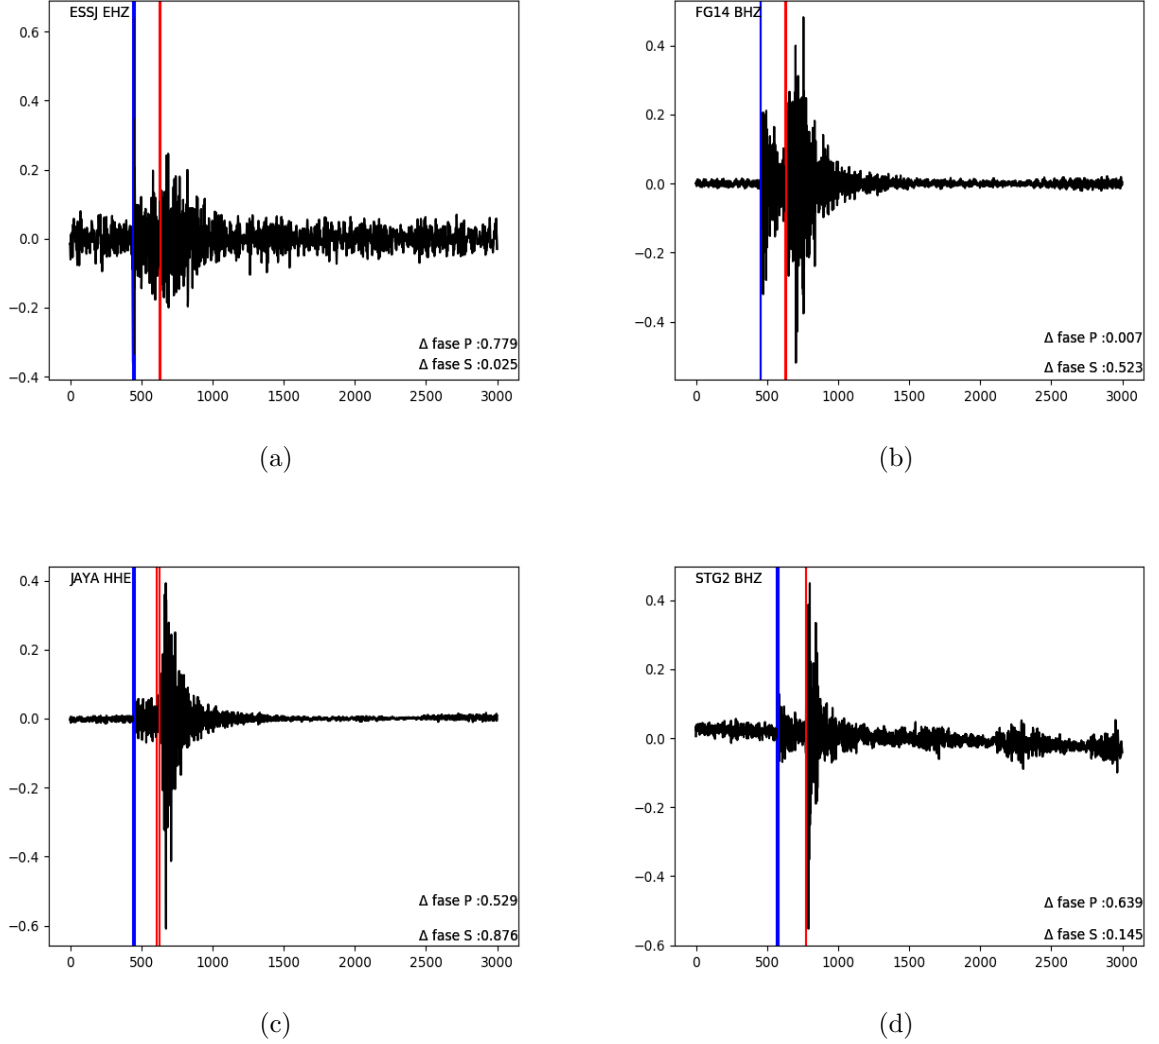 ESSJ EHZ
0.6
0.4
0.2
0.0
−0.2
−0.4
Δ fase P :0.779
Δ fase S :0.025
0 500 1000 1500 2000 2500 3000
(a)
FG14 BHZ
0.4
0.2
0.0
−0.2
−0.4
Δ fase P :0.007
Δ fase S :0.523
0 500 1000 1500 2000 2500 3000
(b)
JAYA HHE
0.4
0.2
0.0
−0.2
−0.4
−0.6
Δ fase P :0.529
Δ fase S :0.876
0 500 1000 1500 2000 2500 3000
(c)
STG2 BHZ
0.4
0.2
0.0
−0.2
−0.4
−0.6
Δ fase P :0.639
Δ fase S :0.145
0 500 1000 1500 2000 2500 3000
(d)